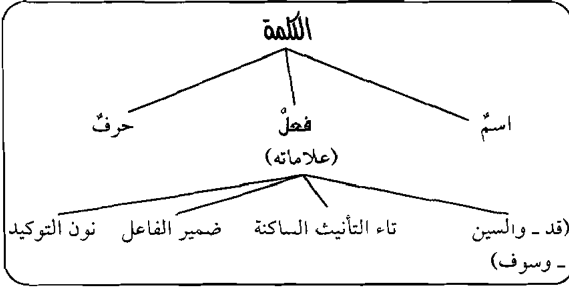 الكلمة
اسمٌ فعلٌ حرفٌ
(علاماته)
(قد ـ والسين تاء التأنيث الساكنة ضمير الفاعل نون التوكيد
ـ وسوف)